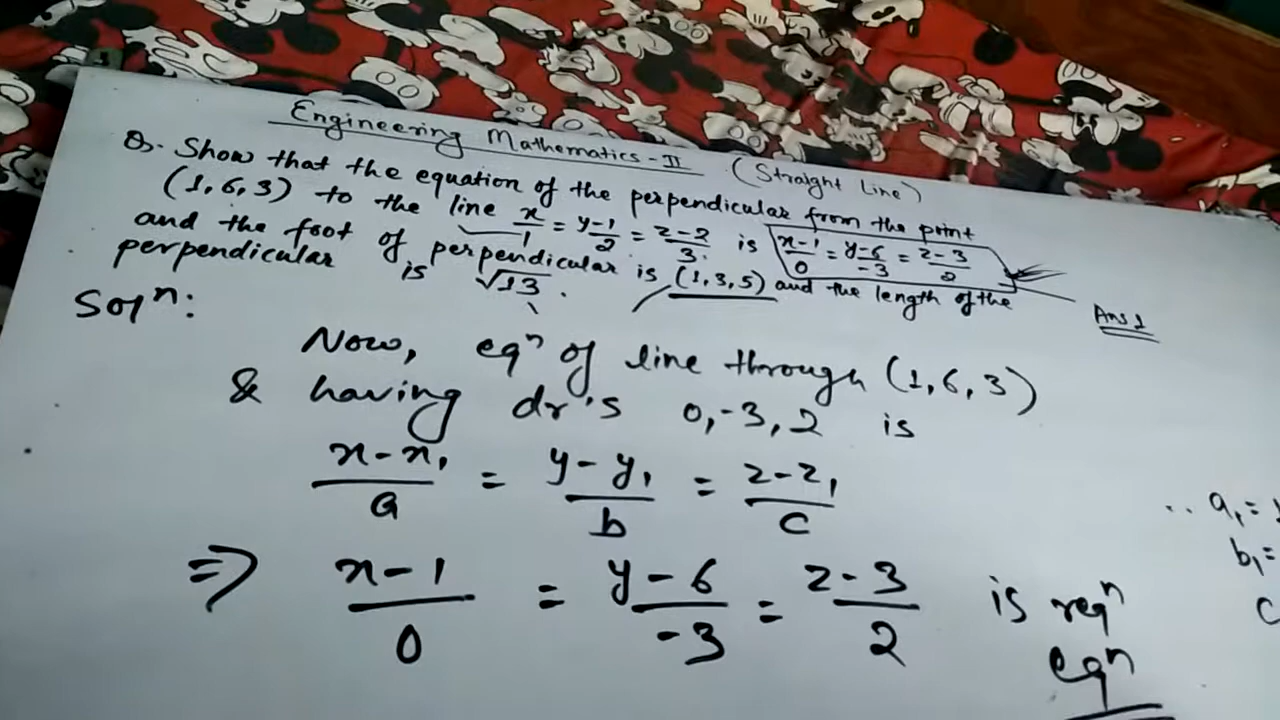 Engineering Mathematics-II (Straight Line)
Q. Show that the equation of the perpendicular from the point
(1, 6, 3) to the line x/1 = y-1/2 = z-2/3 is x-1/0 = y-6/-3 = z-3/2
and the foot of perpendicular is (1, 3, 5) and the length of the
perpendicular is √13.
Ans 1
Solⁿ:
Now, eqⁿ of line through (1, 6, 3)
& having dr's 0, -3, 2 is
x-x₁/a = y-y₁/b = z-z₁/c
⇒ x-1/0 = y-6/-3 = z-3/2 is reqⁿ
eqⁿ
a₁=
b₁=